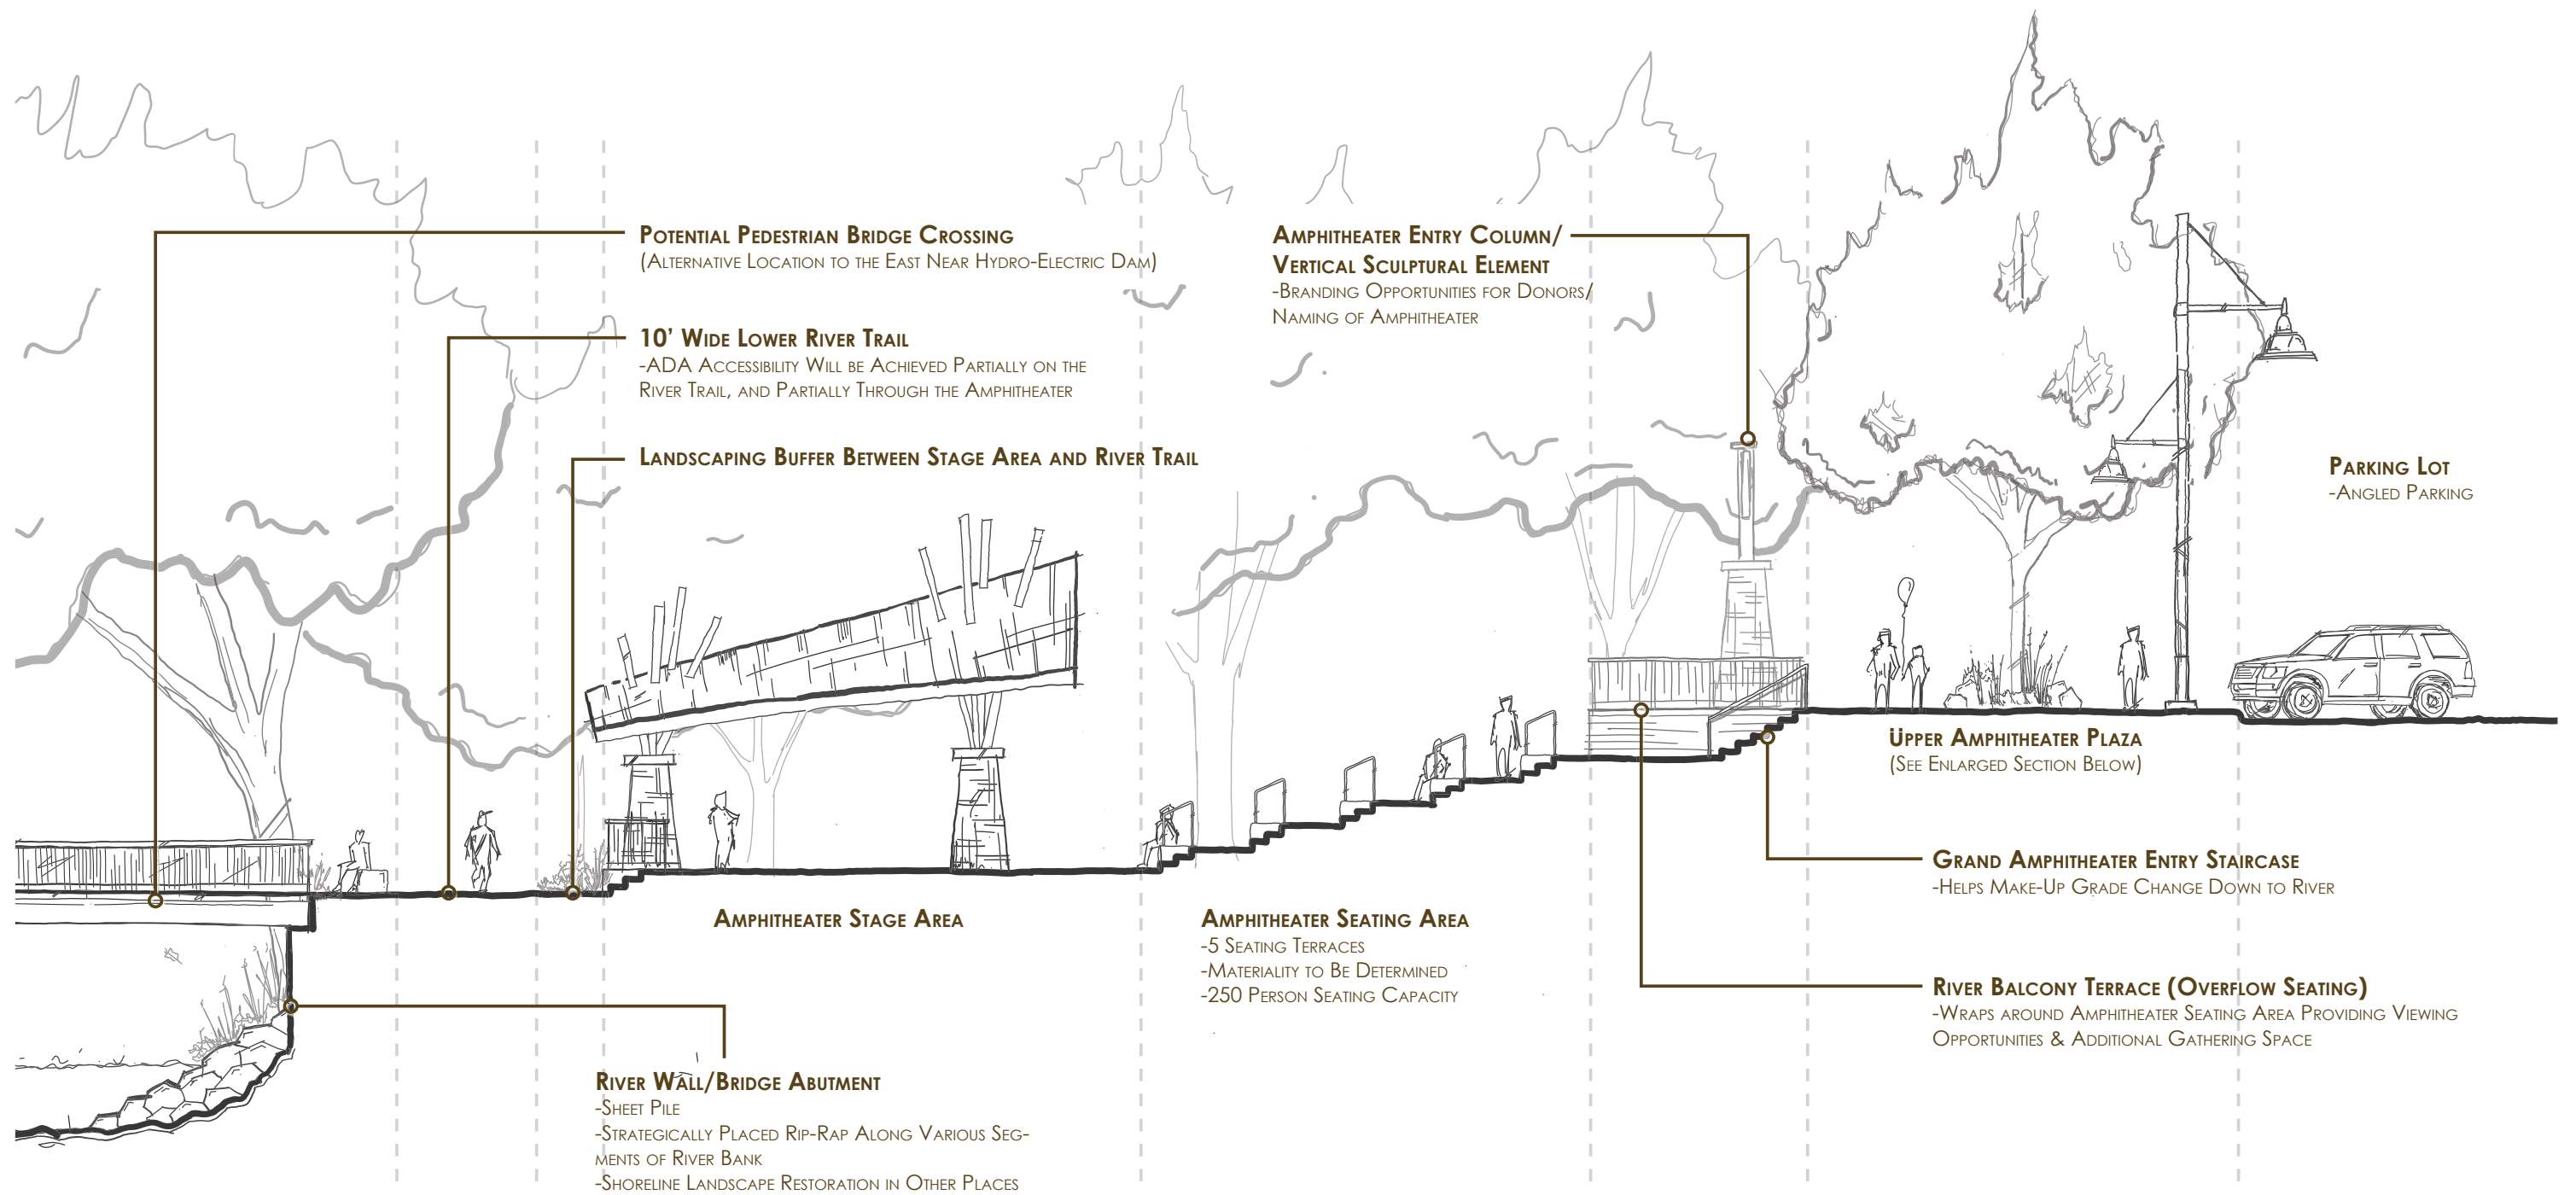 Potential Pedestrian Bridge Crossing
(Alternative Location to the East Near Hydro-Electric Dam)
10' Wide Lower River Trail
-ADA Accessibility Will be Achieved Partially on the
River Trail, and Partially Through the Amphitheater
Landscaping Buffer Between Stage Area and River Trail
Amphitheater Entry Column/
Vertical Sculptural Element
-Branding Opportunities for Donors/
Naming of Amphitheater
Parking Lot
-Angled Parking
Upper Amphitheater Plaza
(See Enlarged Section Below)
Grand Amphitheater Entry Staircase
-Helps Make-Up Grade Change Down to River
Amphitheater Stage Area
Amphitheater Seating Area
-5 Seating Terraces
-Materiality to Be Determined
-250 Person Seating Capacity
River Balcony Terrace (Overflow Seating)
-Wraps around Amphitheater Seating Area Providing Viewing
Opportunities & Additional Gathering Space
River Wall/Bridge Abutment
-Sheet Pile
-Strategically Placed Rip-Rap Along Various Seg-
ments of River Bank
-Shoreline Landscape Restoration in Other Places